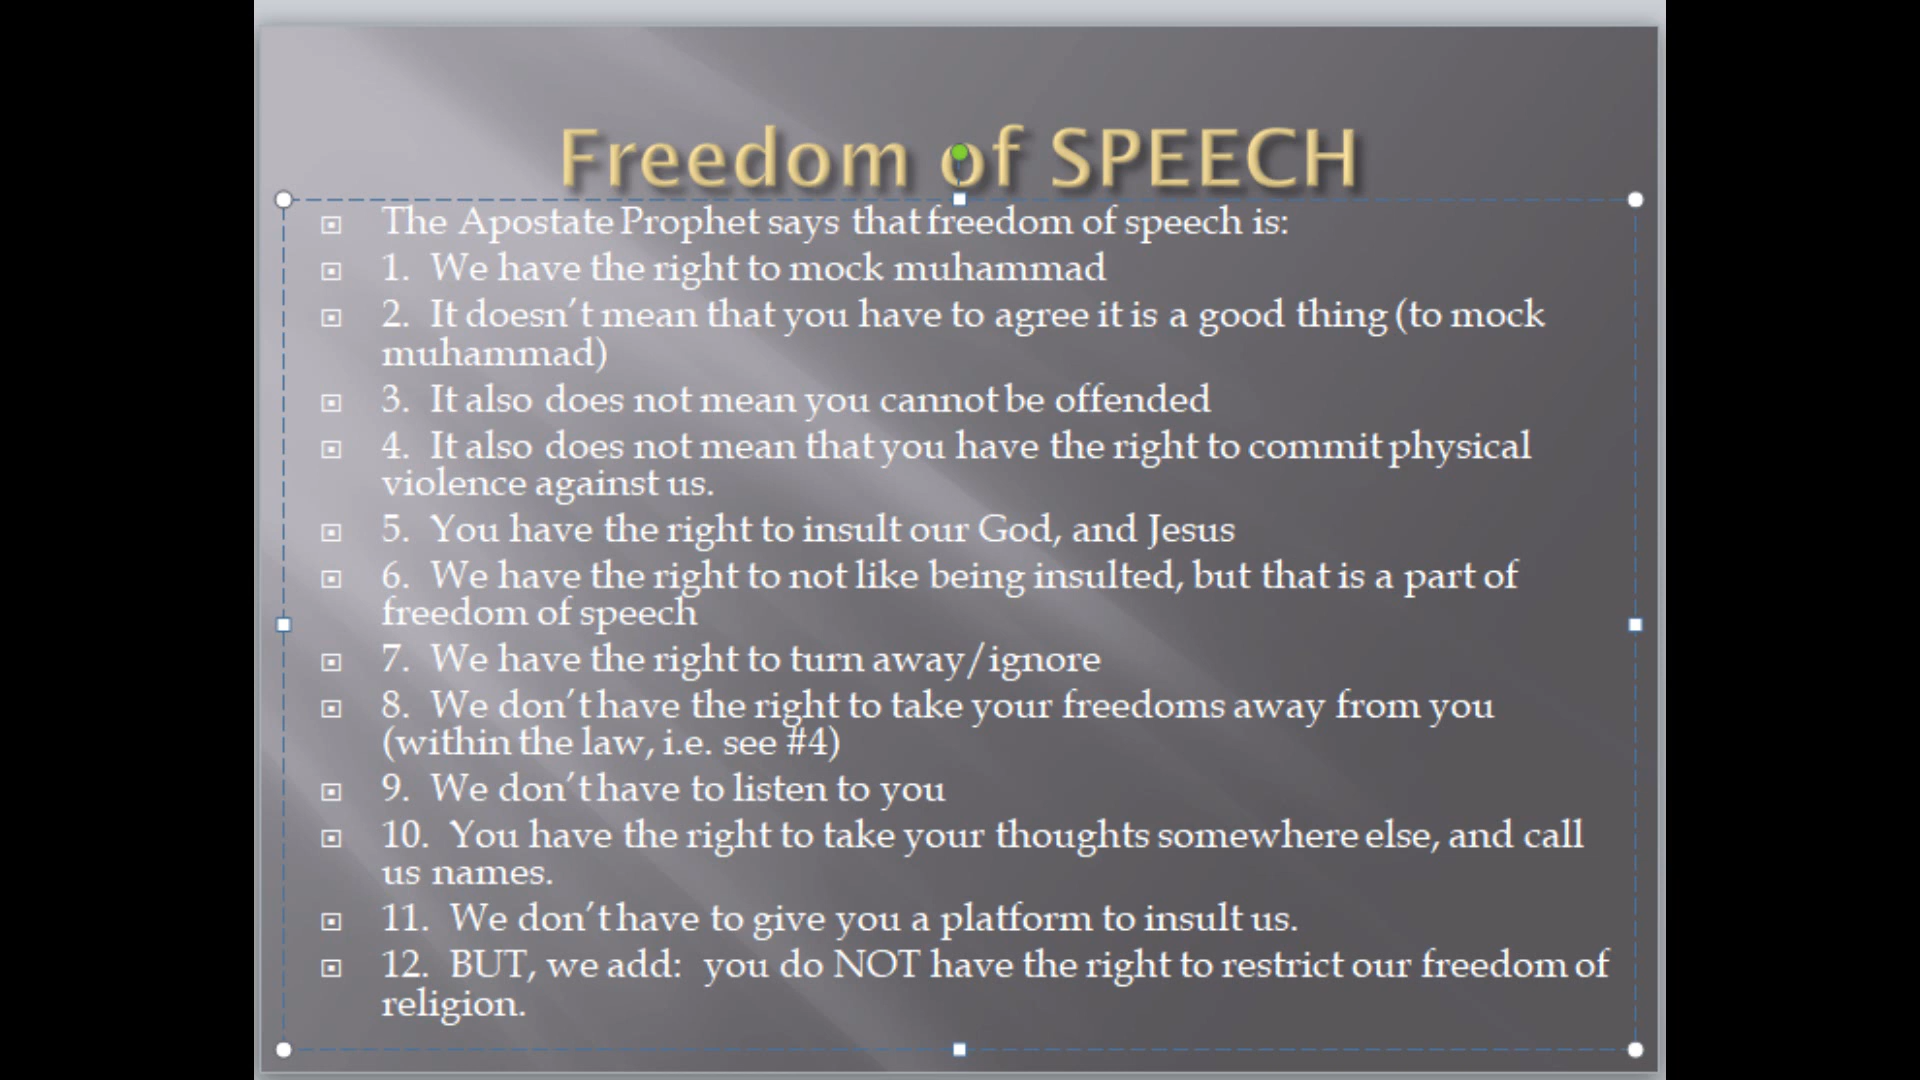 Freedom of SPEECH
The Apostate Prophet says that freedom of speech is:
1. We have the right to mock muhammad
2. It doesn't mean that you have to agree it is a good thing (to mock
muhammad)
3. It also does not mean you cannot be offended
4. It also does not mean that you have the right to commit physical
violence against us.
5. You have the right to insult our God, and Jesus
6. We have the right to not like being insulted, but that is a part of
freedom of speech
7. We have the right to turn away/ignore
8. We don't have the right to take your freedoms away from you
(within the law, i.e. see #4)
9. We don't have to listen to you
10. You have the right to take your thoughts somewhere else, and call
us names.
11. We don't have to give you a platform to insult us.
12. BUT, we add: you do NOT have the right to restrict our freedom of
religion.